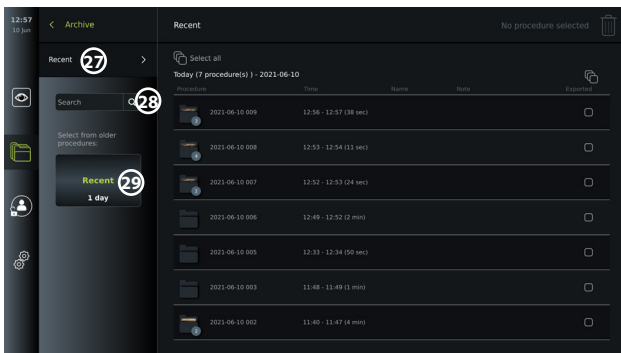 12:57
10 Jun
Archive
Recent
No procedure selected
Recent
27
Select all
Today (7 procedure(s) ) - 2021-06-10
Procedure Time Name Note Exported
Search
28
Select from older
procedures:
Recent
29
1 day
3
2021-06-10 009 12:56 - 12:57 (38 sec)
4
2021-06-10 008 12:53 - 12:54 (11 sec)
2021-06-10 007 12:52 - 12:53 (24 sec)
2021-06-10 006 12:49 - 12:52 (2 min)
2021-06-10 005 12:33 - 12:34 (50 sec)
2021-06-10 003 11:48 - 11:49 (1 min)
2
2021-06-10 002 11:40 - 11:47 (4 min)